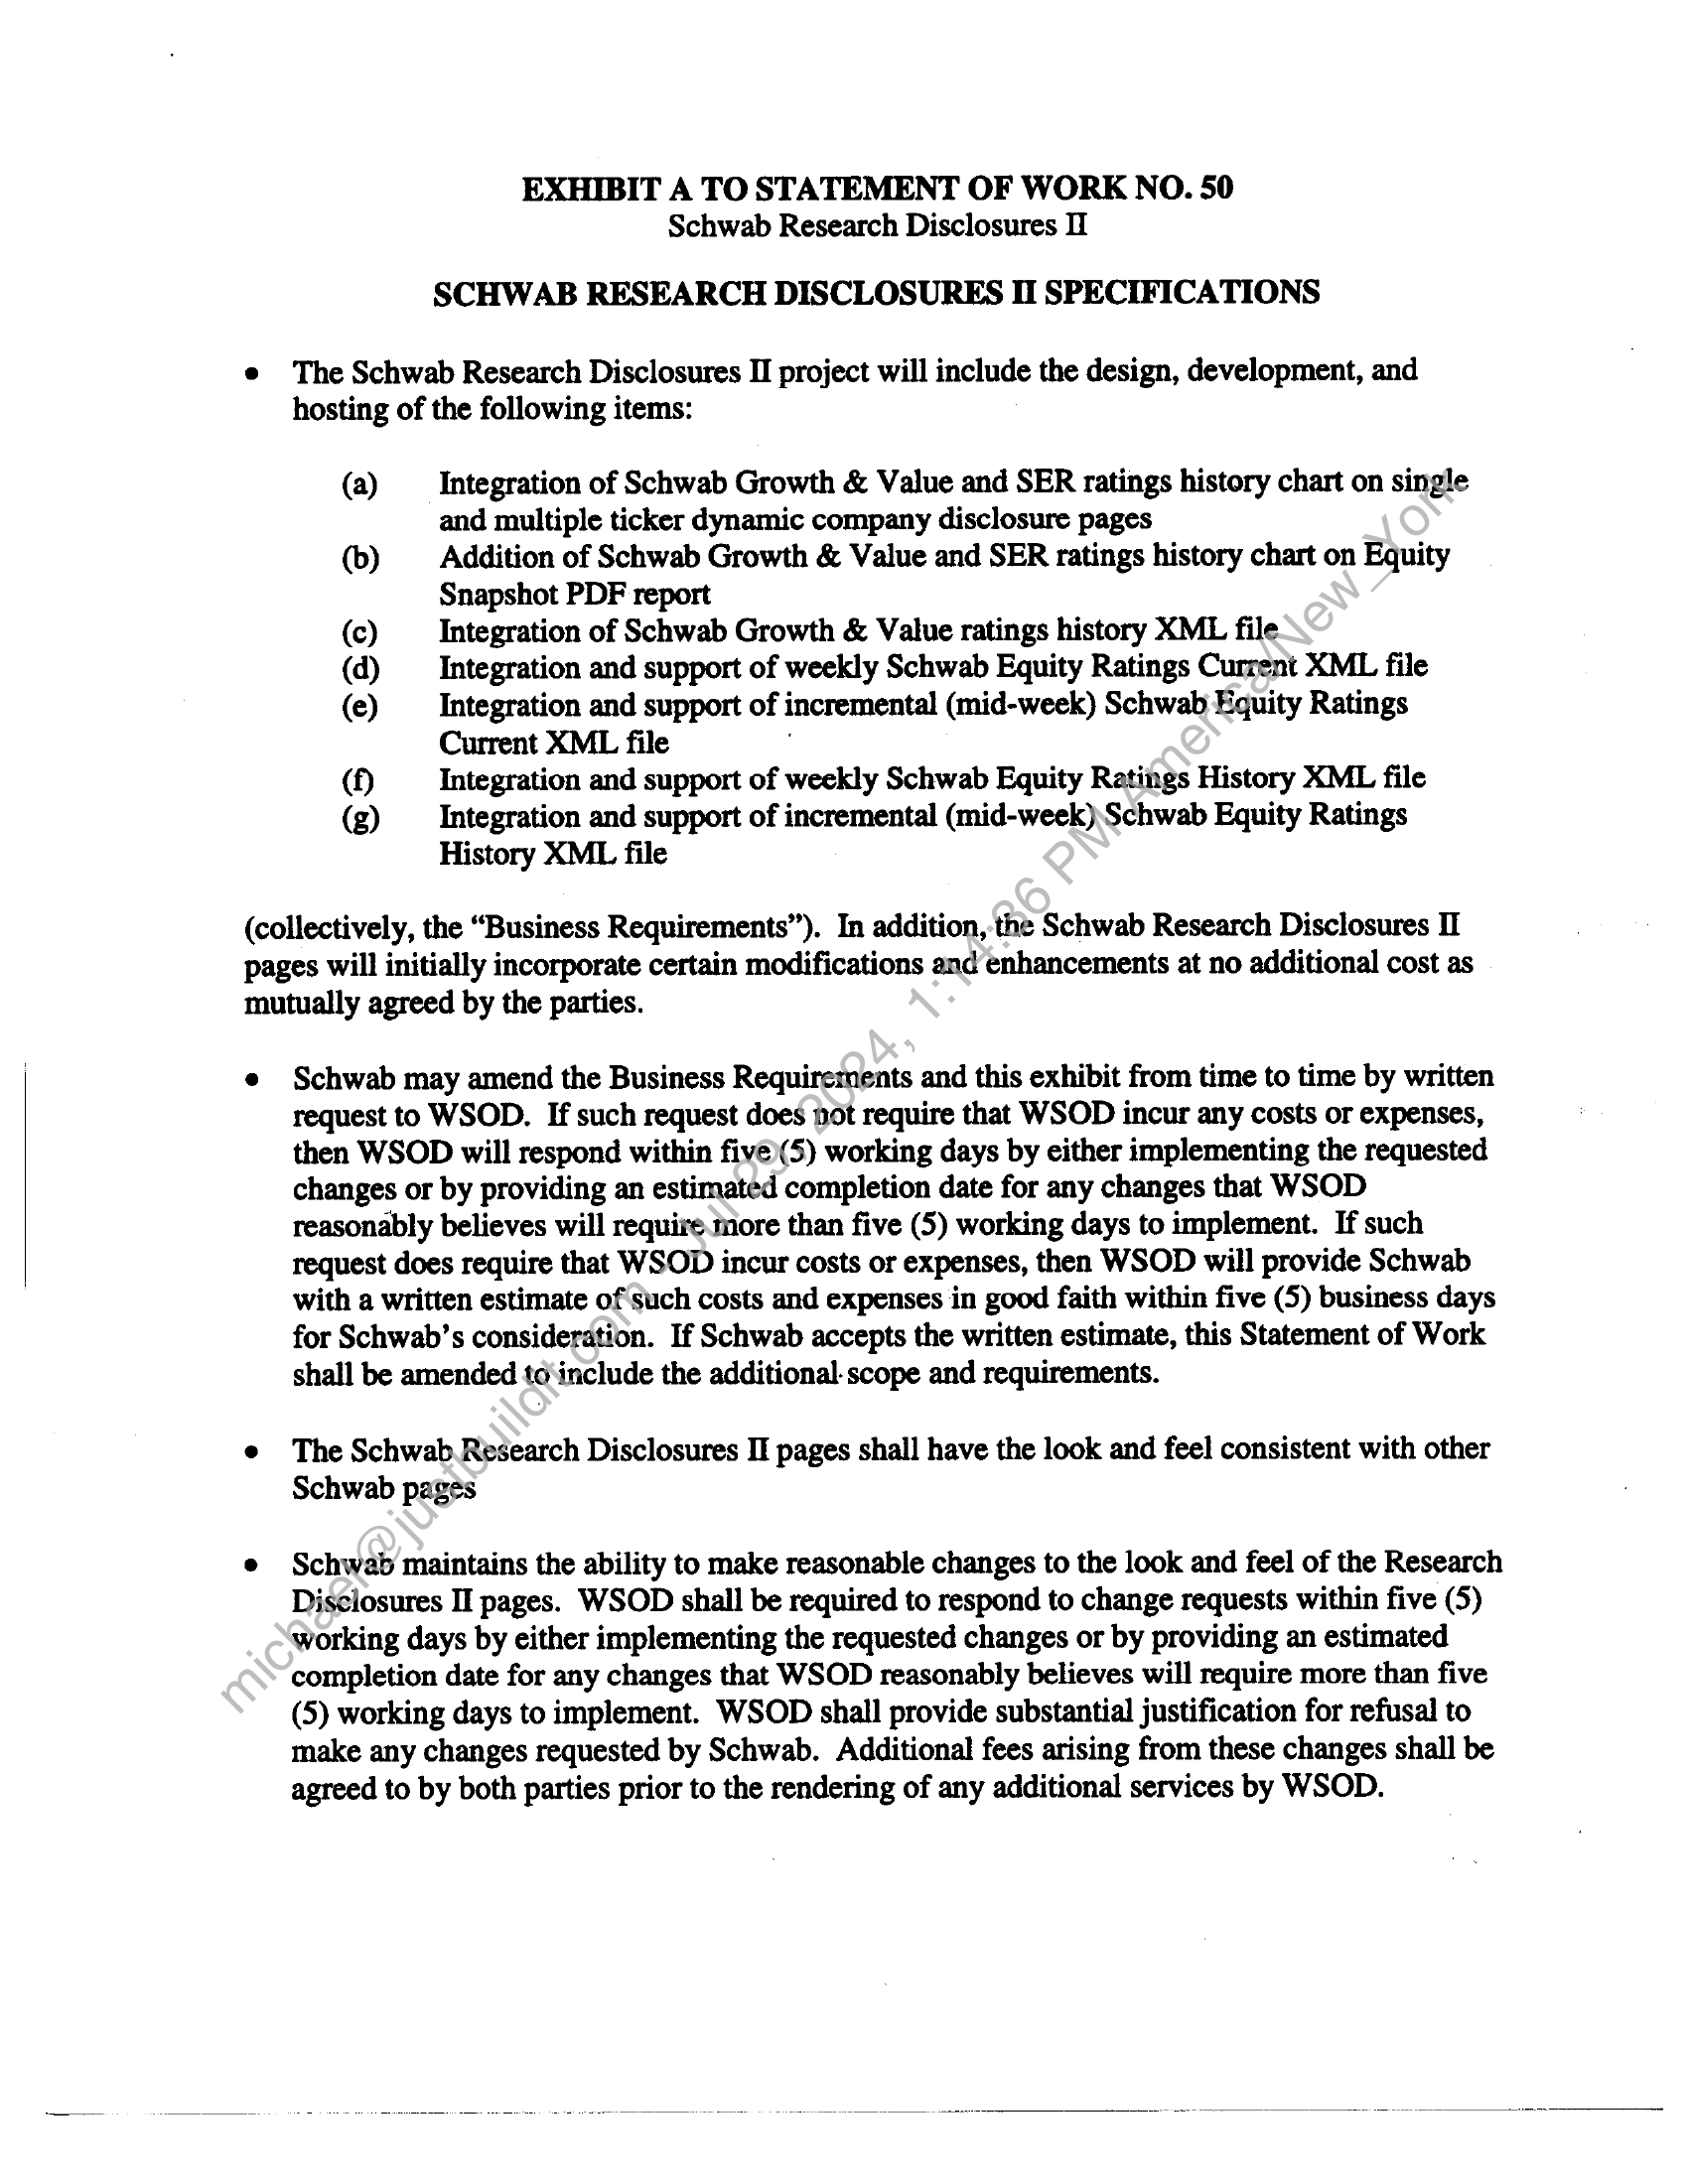 EXHIBIT A TO STATEMENT OF WORK NO. 50
Schwab Research Disclosures II
SCHWAB RESEARCH DISCLOSURES II SPECIFICATIONS
• The Schwab Research Disclosures II project will include the design, development, and
hosting of the following items:
(a) Integration of Schwab Growth & Value and SER ratings history chart on single
and multiple ticker dynamic company disclosure pages
(b) Addition of Schwab Growth & Value and SER ratings history chart on Equity
Snapshot PDF report
(c) Integration of Schwab Growth & Value ratings history XML file
(d) Integration and support of weekly Schwab Equity Ratings Current XML file
(e) Integration and support of incremental (mid-week) Schwab Equity Ratings
Current XML file
(f) Integration and support of weekly Schwab Equity Ratings History XML file
(g) Integration and support of incremental (mid-week) Schwab Equity Ratings
History XML file
(collectively, the “Business Requirements”). In addition, the Schwab Research Disclosures II
pages will initially incorporate certain modifications and enhancements at no additional cost as
mutually agreed by the parties.
• Schwab may amend the Business Requirements and this exhibit from time to time by written
request to WSOD. If such request does not require that WSOD incur any costs or expenses,
then WSOD will respond within five (5) working days by either implementing the requested
changes or by providing an estimated completion date for any changes that WSOD
reasonably believes will require more than five (5) working days to implement. If such
request does require that WSOD incur costs or expenses, then WSOD will provide Schwab
with a written estimate of such costs and expenses in good faith within five (5) business days
for Schwab’s consideration. If Schwab accepts the written estimate, this Statement of Work
shall be amended to include the additional scope and requirements.
• The Schwab Research Disclosures II pages shall have the look and feel consistent with other
Schwab pages
• Schwab maintains the ability to make reasonable changes to the look and feel of the Research
Disclosures II pages. WSOD shall be required to respond to change requests within five (5)
working days by either implementing the requested changes or by providing an estimated
completion date for any changes that WSOD reasonably believes will require more than five
(5) working days to implement. WSOD shall provide substantial justification for refusal to
make any changes requested by Schwab. Additional fees arising from these changes shall be
agreed to by both parties prior to the rendering of any additional services by WSOD.
michael@justbuildit.com - Jul 29, 2024, 1:14:36 PM America/New_York